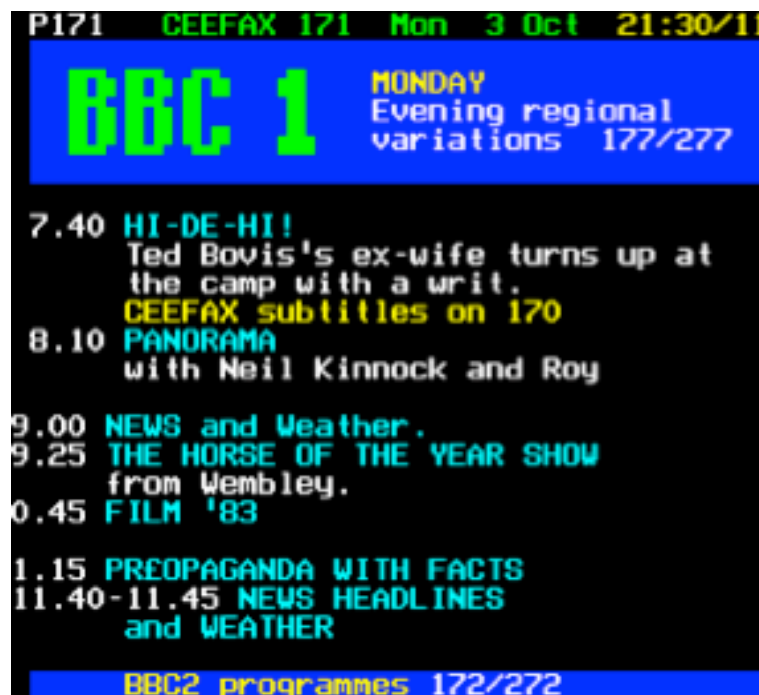 P171 CEEFAX 171 Mon 3 Oct 21:30/11
BBC 1
MONDAY
Evening regional
variations 177/277
7.40 HI-DE-HI!
Ted Bovis's ex-wife turns up at
the camp with a writ.
CEEFAX subtitles on 170
8.10 PANORAMA
with Neil Kinnock and Roy
9.00 NEWS and Weather.
9.25 THE HORSE OF THE YEAR SHOW
from Wembley.
0.45 FILM '83
1.15 PR£OPAGANDA WITH FACTS
11.40-11.45 NEWS HEADLINES
and WEATHER
BBC2 programmes 172/272